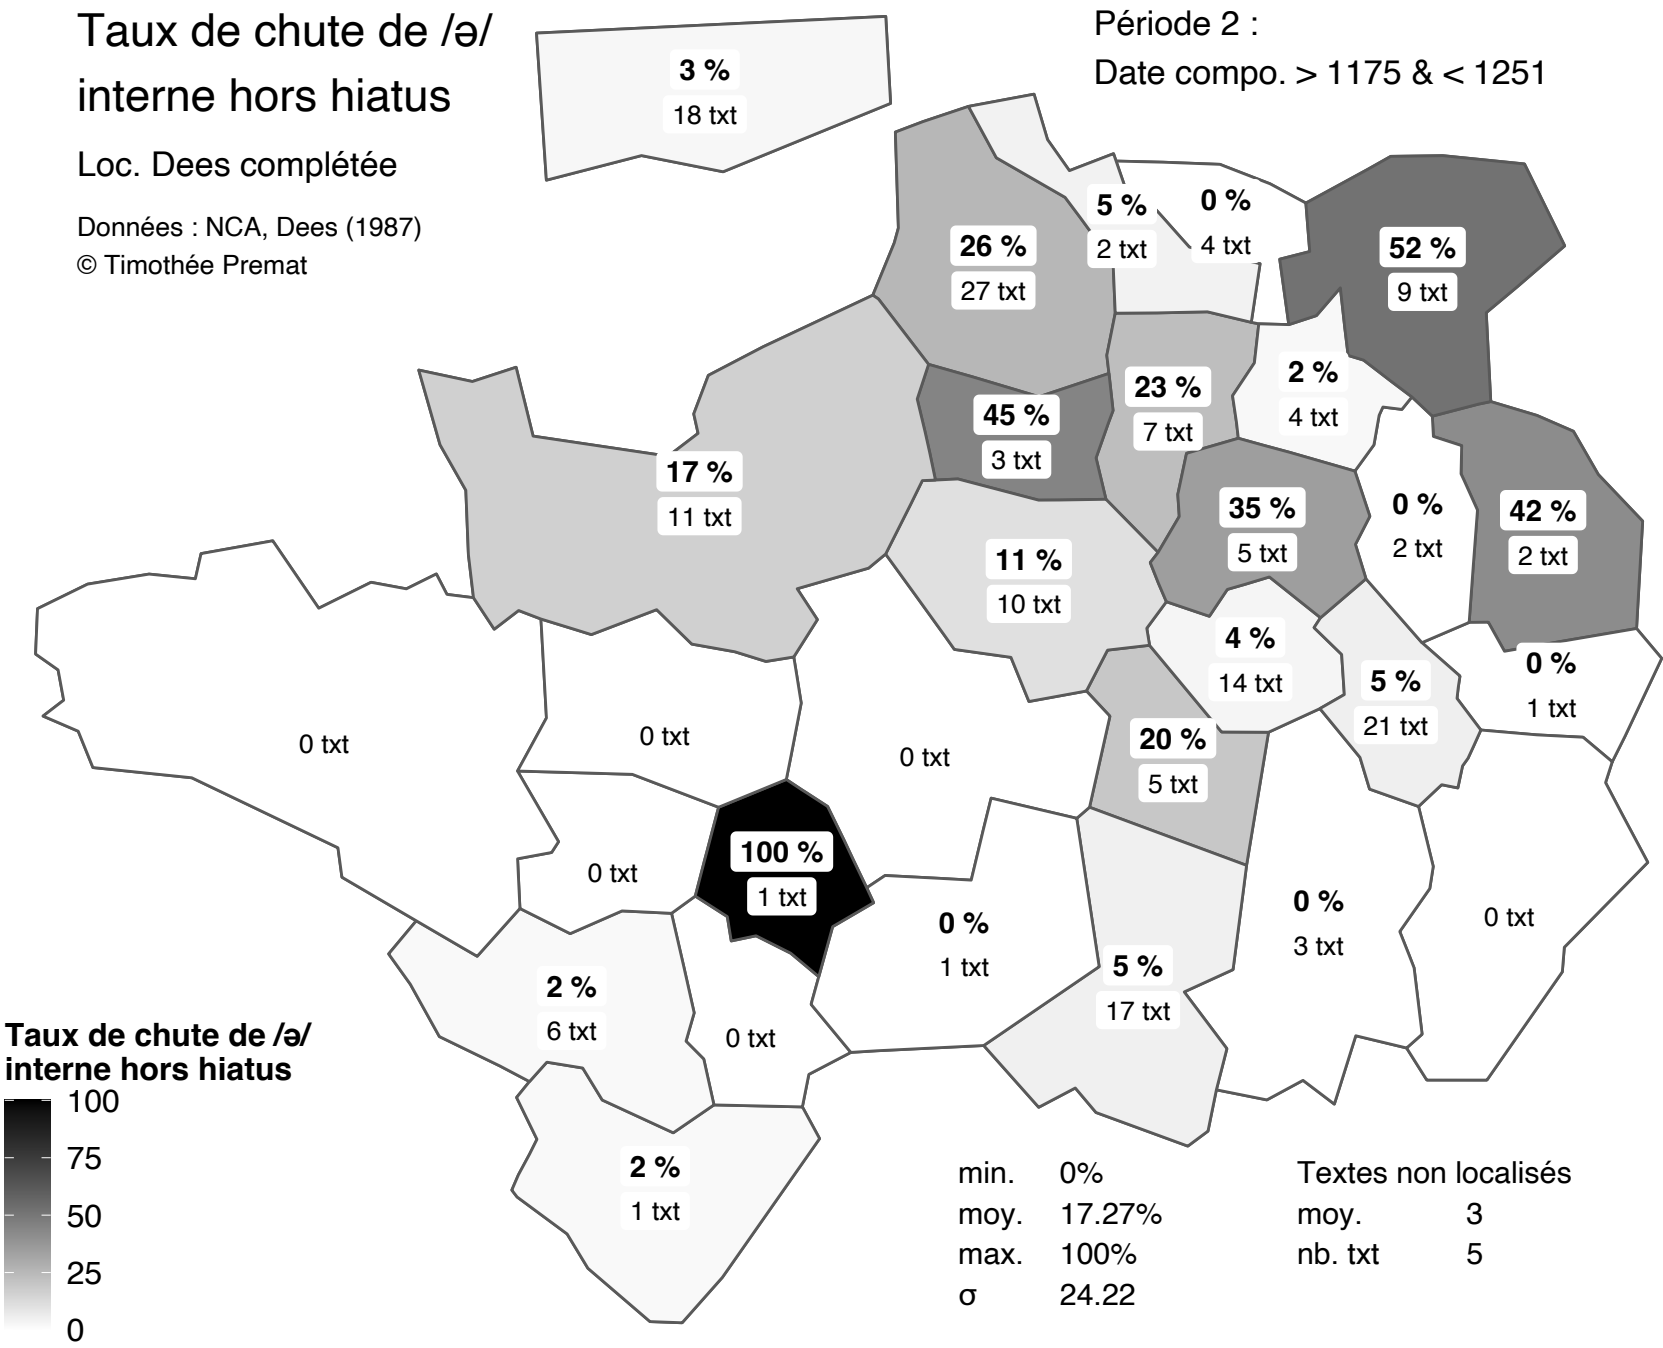 Taux de chute de /ə/
interne hors hiatus
Loc. Dees complétée
Données : NCA, Dees (1987)
© Timothée Premat
Période 2 :
Date compo. > 1175 & < 1251
3 %
18 txt
5 %
2 txt
0 %
4 txt
26 %
27 txt
52 %
9 txt
2 %
4 txt
23 %
7 txt
45 %
3 txt
17 %
11 txt
35 %
5 txt
0 %
2 txt
42 %
2 txt
11 %
10 txt
4 %
14 txt
5 %
21 txt
0 %
1 txt
0 txt
0 txt
0 txt
20 %
5 txt
100 %
1 txt
0 txt
0 %
1 txt
5 %
17 txt
0 %
3 txt
0 txt
2 %
6 txt
0 txt
2 %
1 txt
Taux de chute de /ə/
interne hors hiatus
100
75
50
25
0
min. 0%
moy. 17.27%
max. 100%
σ 24.22
Textes non localisés
moy. 3
nb. txt 5